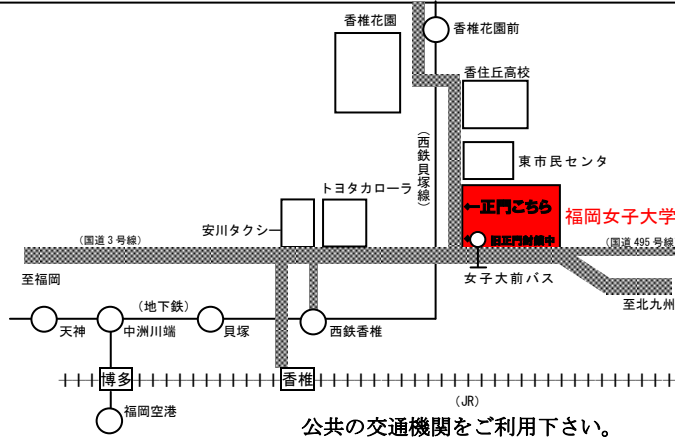 香椎花園
香椎花園前
香住丘高校
(西鉄貝塚線)
東市民センタ
トヨタカローラ
←正門こちら
福岡女子大学
安川タクシー
旧正門封鎖中
(国道3号線)
(国道495号線)
至福岡
女子大前バス
至北九州
(地下鉄)
天神
中洲川端
貝塚
西鉄香椎
博多
香椎
(JR)
福岡空港
公共の交通機関をご利用下さい。